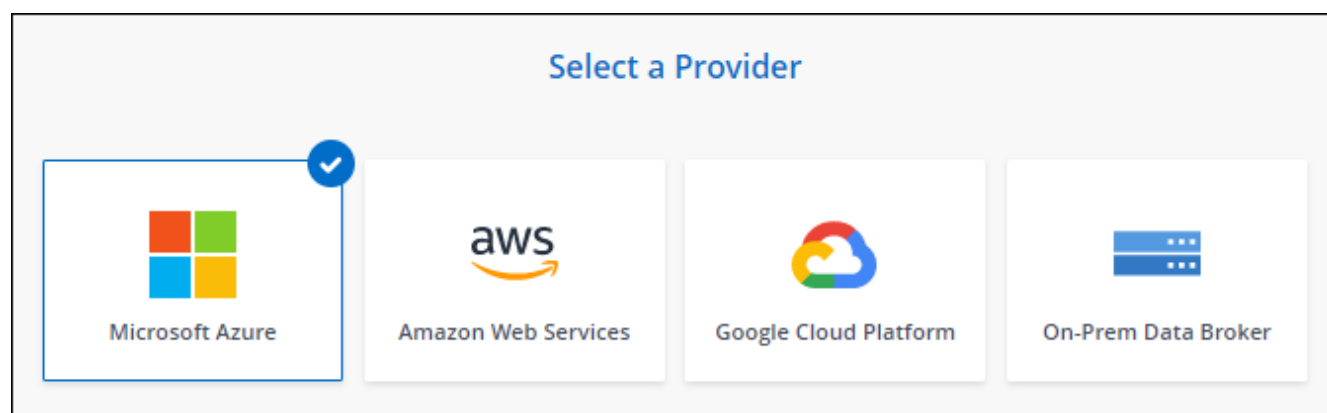 Select a Provider
aws
Microsoft Azure
Amazon Web Services
Google Cloud Platform
On-Prem Data Broker